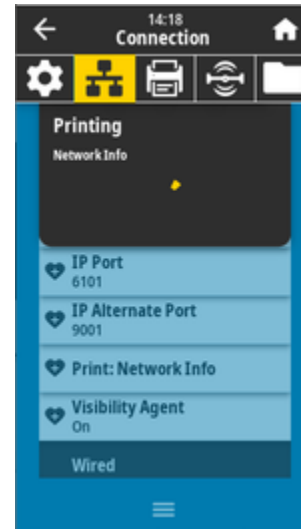 14:18
Connection
Printing
Network Info
IP Port
6101
IP Alternate Port
9001
Print: Network Info
Visibility Agent
On
Wired